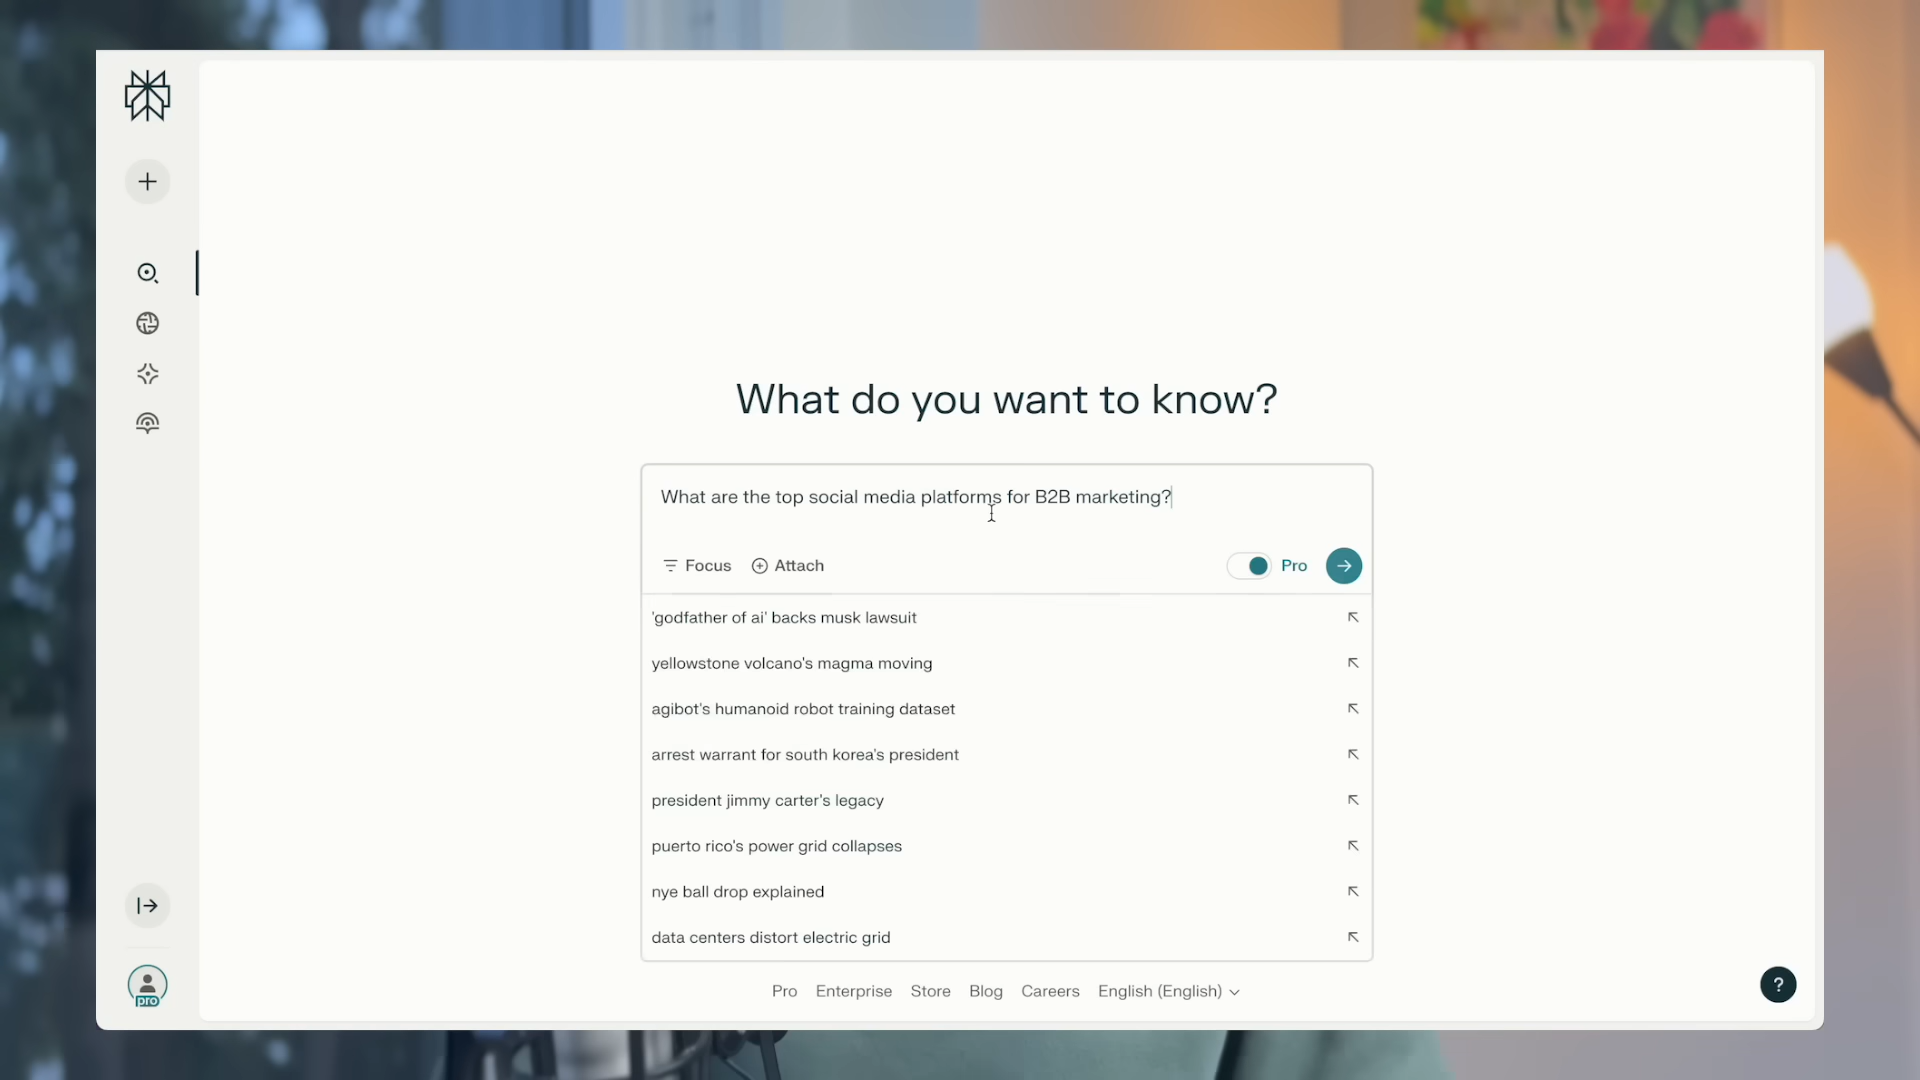 What do you want to know?
What are the top social media platforms for B2B marketing?
Focus Attach Pro
'godfather of ai' backs musk lawsuit
yellowstone volcano's magma moving
agibot's humanoid robot training dataset
arrest warrant for south korea's president
president jimmy carter's legacy
puerto rico's power grid collapses
nye ball drop explained
data centers distort electric grid
pro
Pro Enterprise Store Blog Careers English (English)
?